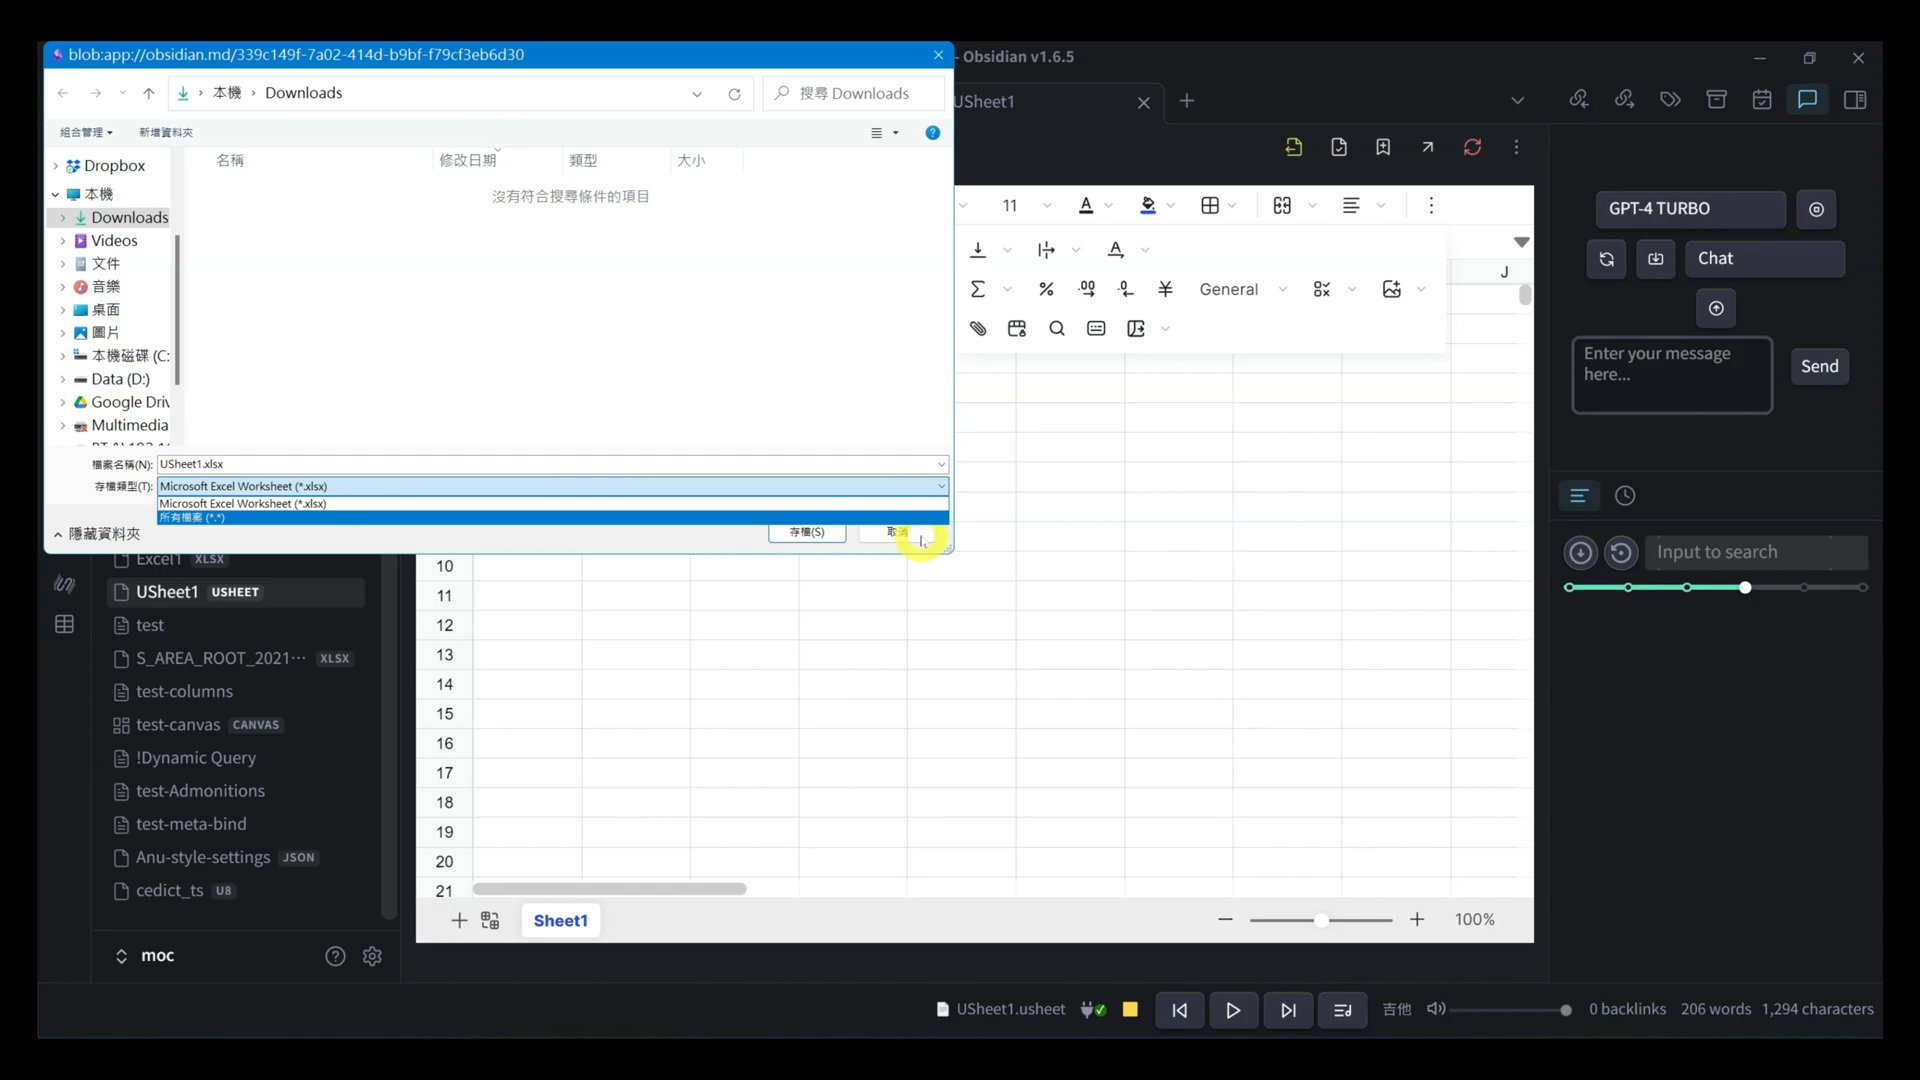 blob:app://obsidian.md/339c149f-7a02-414d-b9bf-f79cf3eb6d30
- Obsidian v1.6.5
本機 › Downloads
搜尋 Downloads
USheet1
組合管理
新增資料夾
名稱
修改日期
類型
大小
沒有符合搜尋條件的項目
Dropbox
本機
Downloads
Videos
文件
音樂
桌面
圖片
本機磁碟 (C:
Data (D:)
Google Driv
Multimedia
檔案名稱(N):
USheet1.xlsx
存檔類型(T):
Microsoft Excel Worksheet (*.xlsx)
Microsoft Excel Worksheet (*.xlsx)
所有檔案 (*.*)
隱藏資料夾
存檔(S)
取消
11
General
J
GPT-4 TURBO
Chat
Enter your message
here...
Send
Input to search
Excel1 XLSX
USheet1 USHEET
test
S_AREA_ROOT_2021··· XLSX
test-columns
test-canvas CANVAS
!Dynamic Query
test-Admonitions
test-meta-bind
Anu-style-settings JSON
cedict_ts U8
moc
10
11
12
13
14
15
16
17
18
19
20
21
Sheet1
100%
USheet1.usheet
吉他
0 backlinks
206 words
1,294 characters